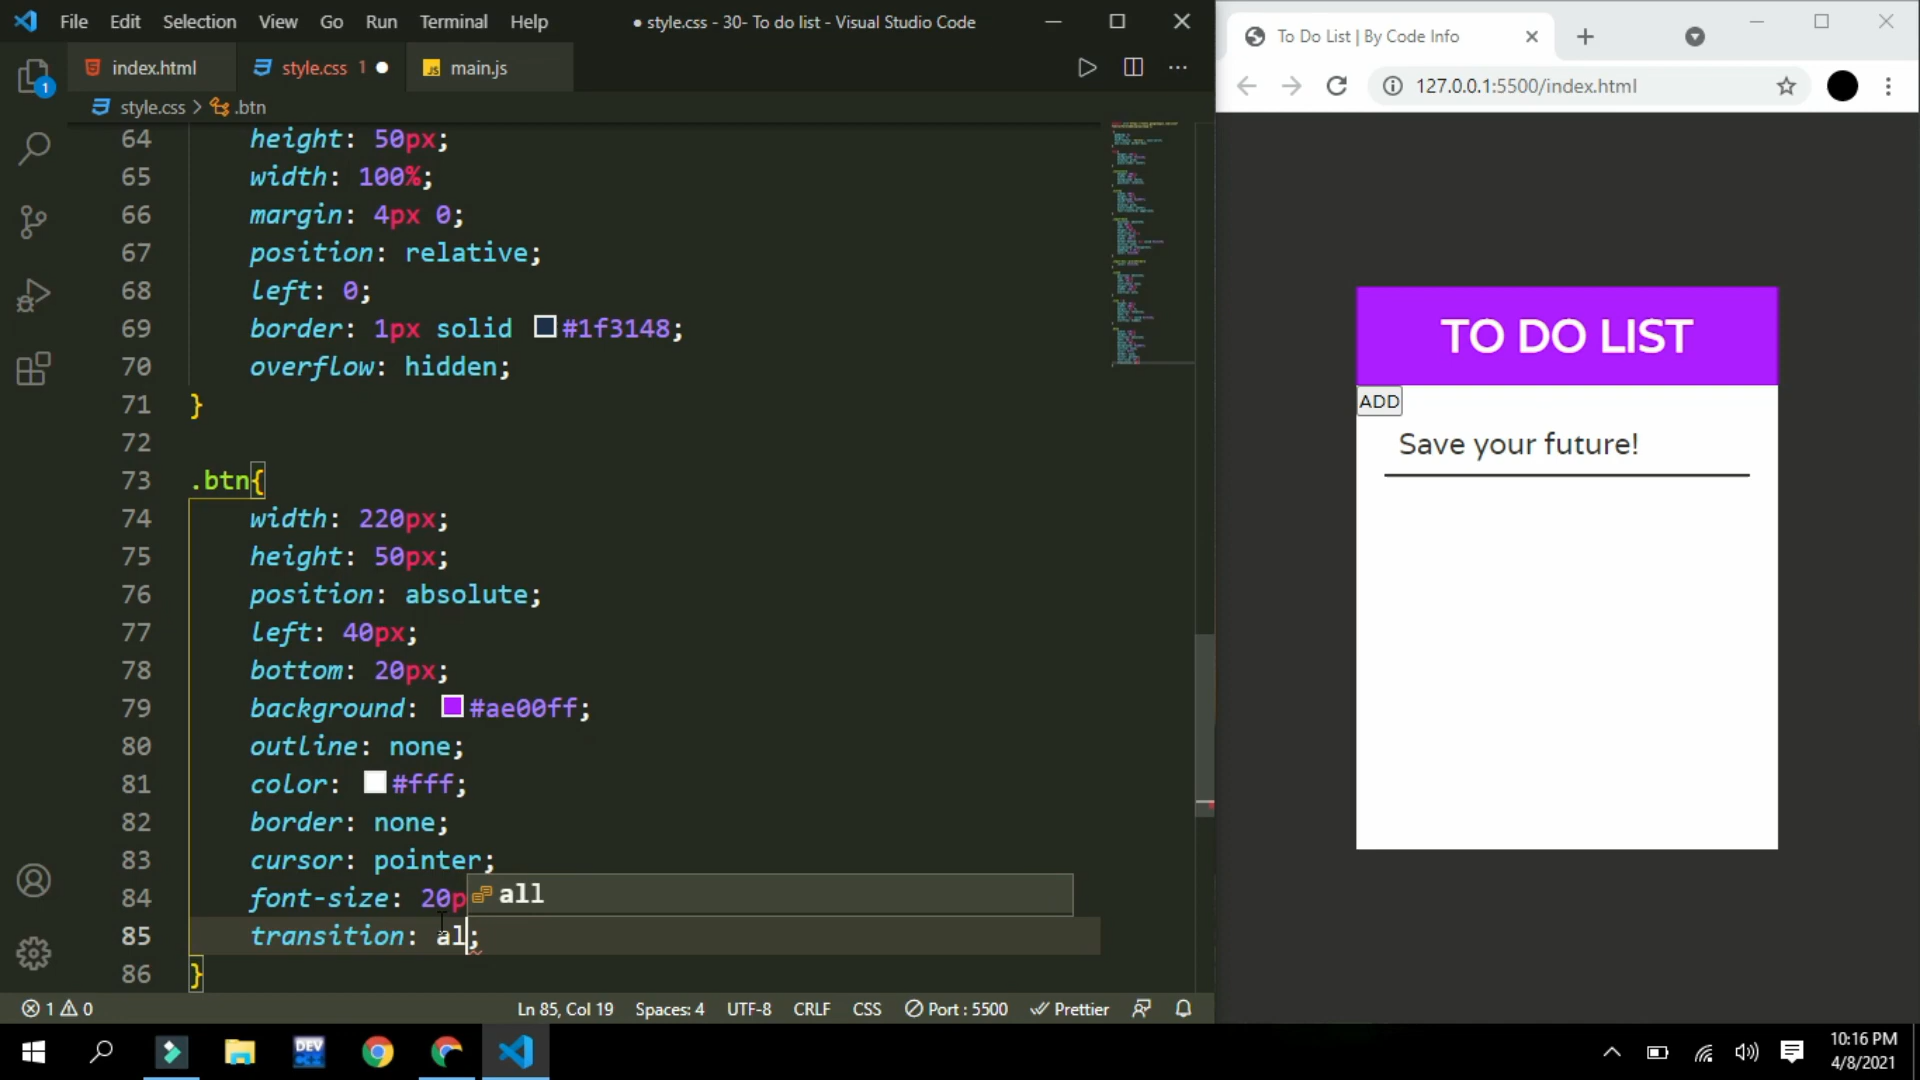 File Edit Selection View Go Run Terminal Help
● style.css - 30- To do list - Visual Studio Code
index.html
style.css 1 ●
main.js
style.css > .btn
64 height: 50px;
65 width: 100%;
66 margin: 4px 0;
67 position: relative;
68 left: 0;
69 border: 1px solid #1f3148;
70 overflow: hidden;
71 }
72
73 .btn{
74 width: 220px;
75 height: 50px;
76 position: absolute;
77 left: 40px;
78 bottom: 20px;
79 background: #ae00ff;
80 outline: none;
81 color: #fff;
82 border: none;
83 cursor: pointer;
84 font-size: 20p
all
85 transition: al;
86 }
1 0
Ln 85, Col 19 Spaces: 4 UTF-8 CRLF CSS Port : 5500 Prettier
1
To Do List | By Code Info
127.0.0.1:5500/index.html
TO DO LIST
ADD
Save your future!
DEV
C++
10:16 PM
4/8/2021